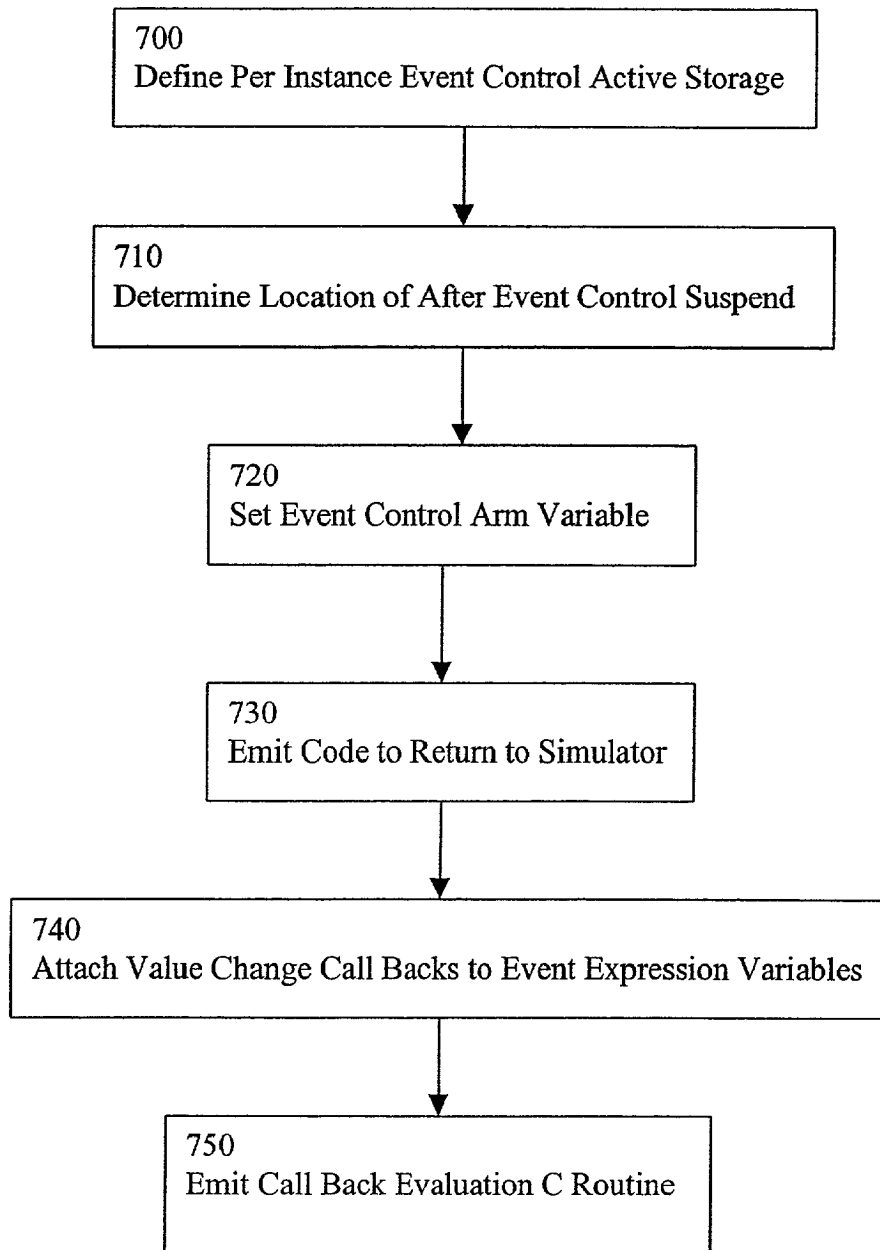 700
Define Per Instance Event Control Active Storage
710
Determine Location of After Event Control Suspend
720
Set Event Control Arm Variable
730
Emit Code to Return to Simulator
740
Attach Value Change Call Backs to Event Expression Variables
750
Emit Call Back Evaluation C Routine